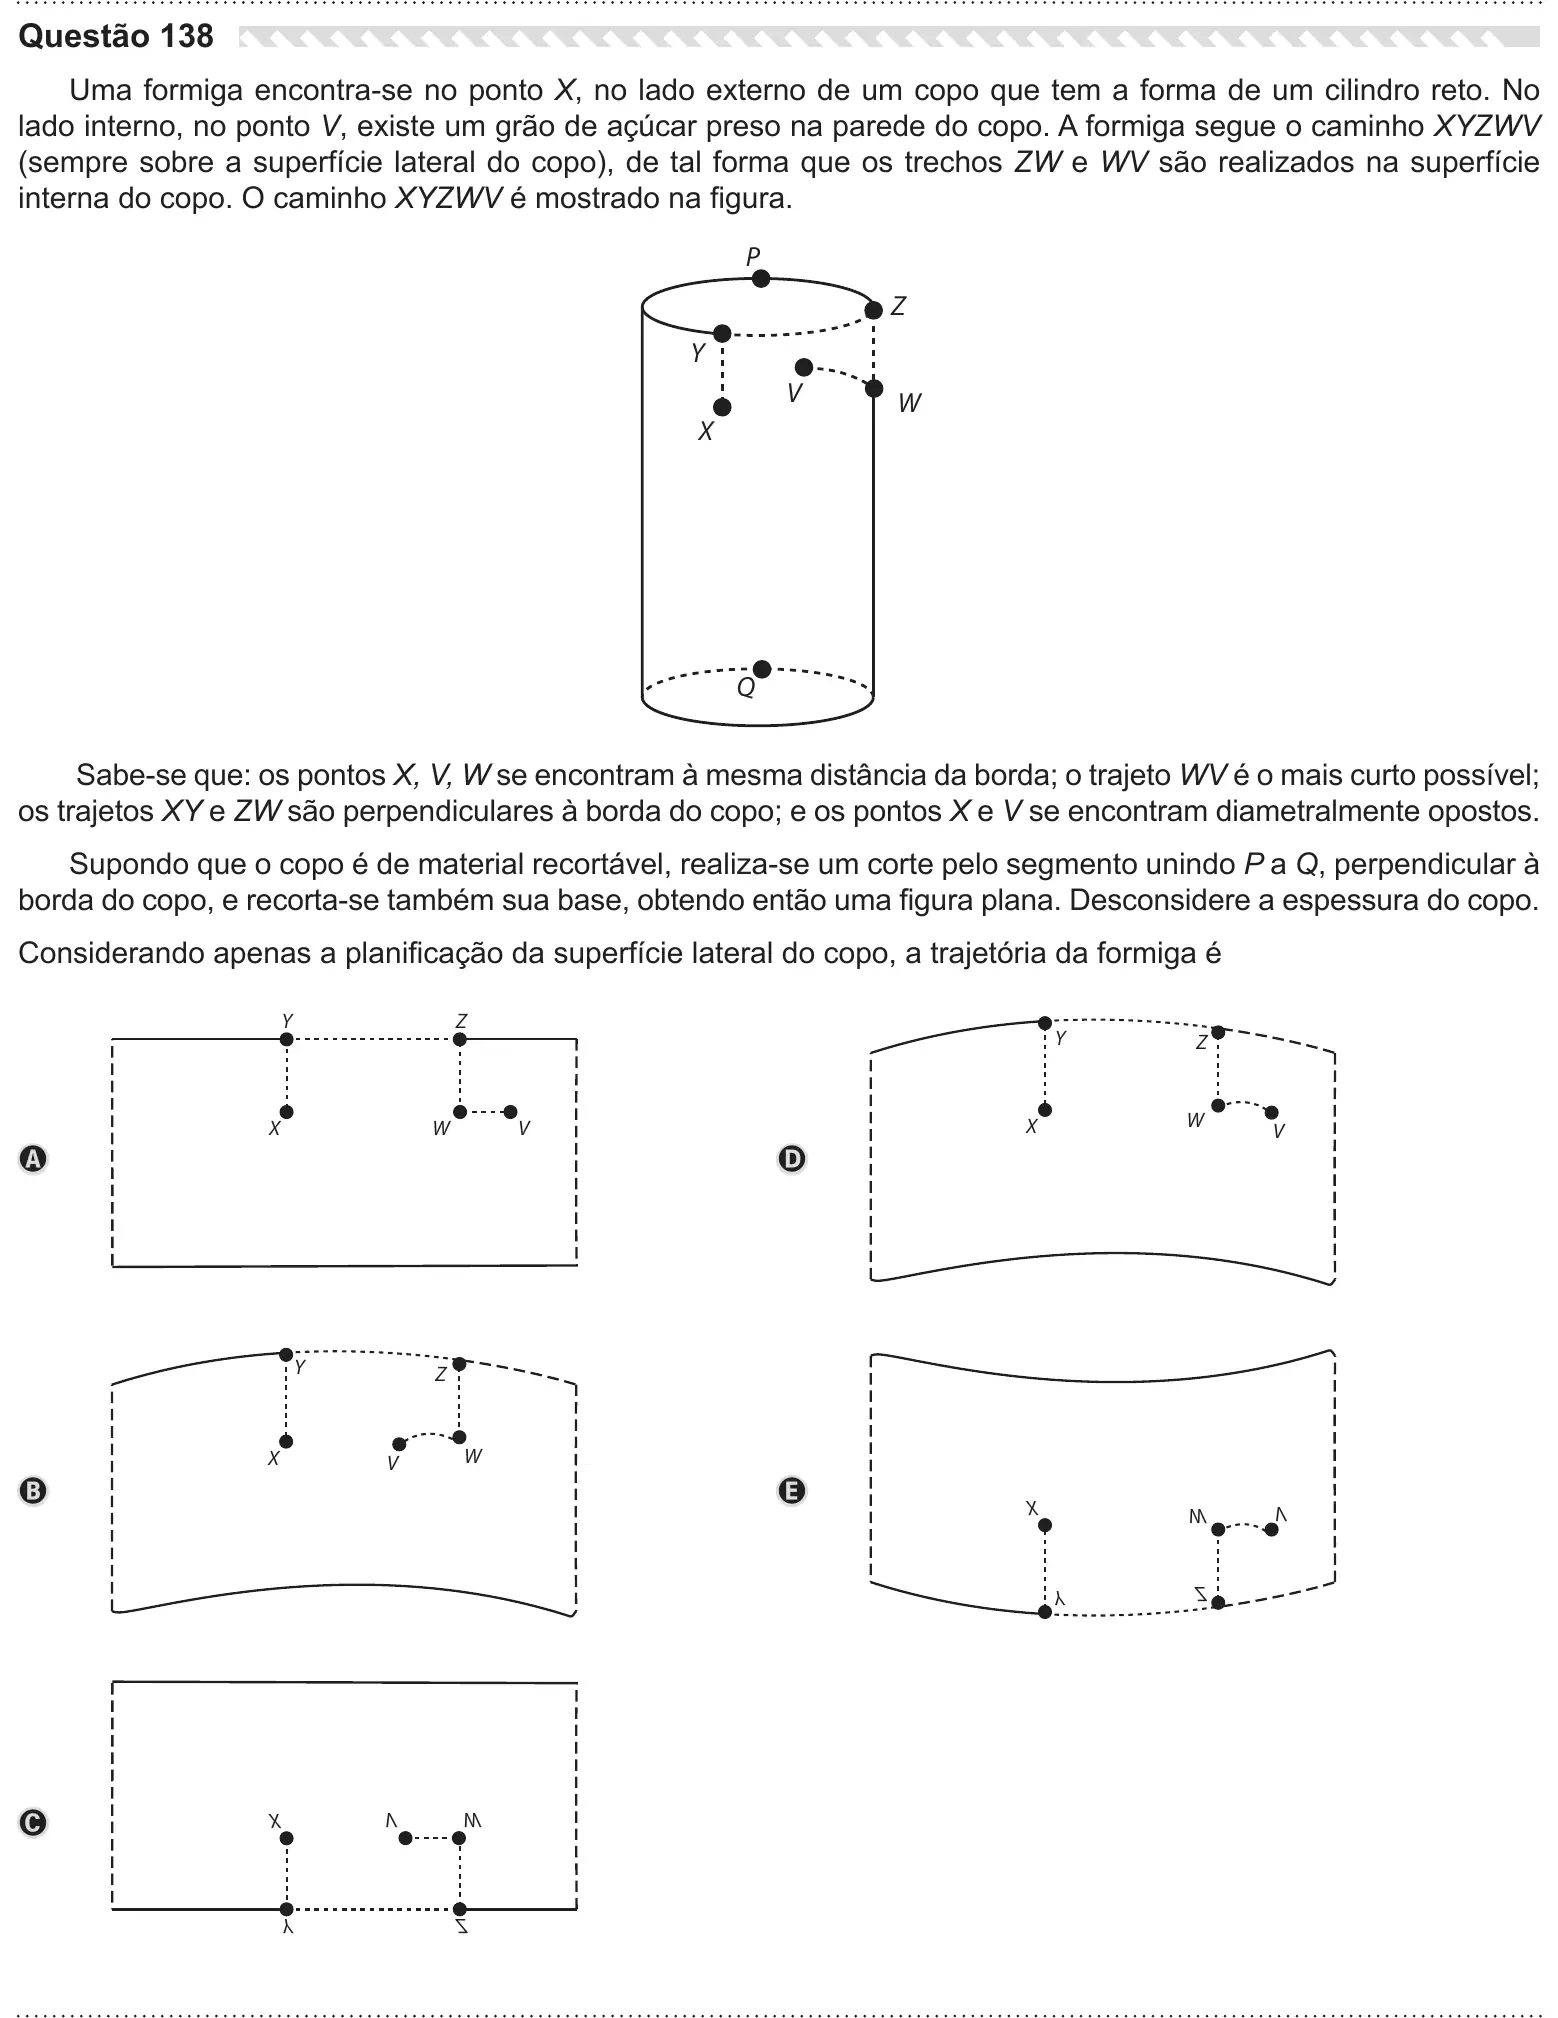 Questão 138
Uma formiga encontra-se no ponto X, no lado externo de um copo que tem a forma de um cilindro reto. No
lado interno, no ponto V, existe um grão de açúcar preso na parede do copo. A formiga segue o caminho XYZWV
(sempre sobre a superfície lateral do copo), de tal forma que os trechos ZW e WV são realizados na superfície
interna do copo. O caminho XYZWV é mostrado na figura.
P
Z
Y
V
W
X
Q
Sabe-se que: os pontos X, V, W se encontram à mesma distância da borda; o trajeto WV é o mais curto possível;
os trajetos XY e ZW são perpendiculares à borda do copo; e os pontos X e V se encontram diametralmente opostos.
Supondo que o copo é de material recortável, realiza-se um corte pelo segmento unindo P a Q, perpendicular à
borda do copo, e recorta-se também sua base, obtendo então uma figura plana. Desconsidere a espessura do copo.
Considerando apenas a planificação da superfície lateral do copo, a trajetória da formiga é
A
Y Z
X W V
B
Y Z
X V W
C
X V W
Y Z
D
Y Z
X W V
E
X W V
Y Z